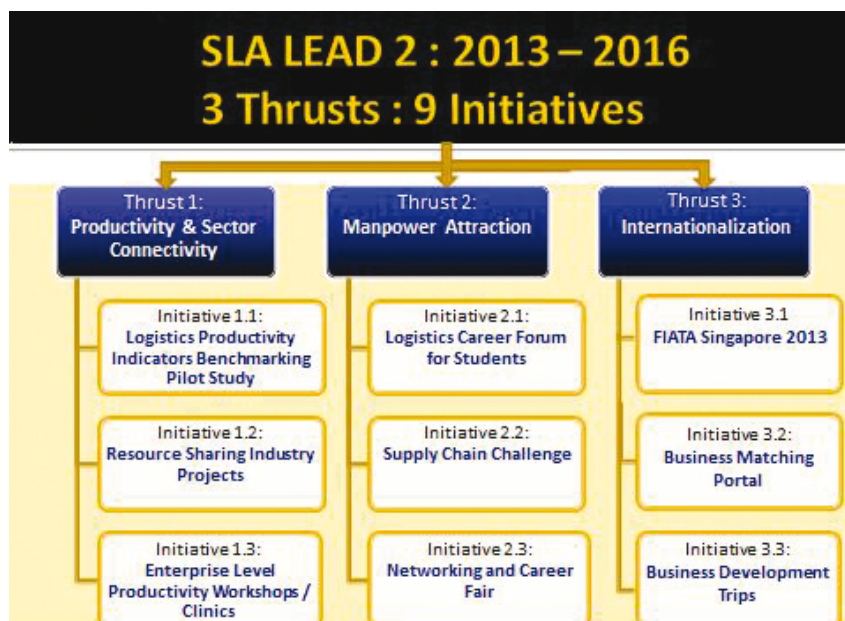 SLA LEAD 2 : 2013 – 2016
3 Thrusts : 9 Initiatives
Thrust 1:
Productivity & Sector
Connectivity
Initiative 1.1:
Logistics Productivity
Indicators Benchmarking
Pilot Study
Initiative 1.2:
Resource Sharing Industry
Projects
Initiative 1.3:
Enterprise Level
Productivity Workshops /
Clinics
Thrust 2:
Manpower Attraction
Initiative 2.1:
Logistics Career Forum
for Students
Initiative 2.2:
Supply Chain Challenge
Initiative 2.3:
Networking and Career
Fair
Thrust 3:
Internationalization
Initiative 3.1
FIATA Singapore 2013
Initiative 3.2:
Business Matching
Portal
Initiative 3.3:
Business Development
Trips